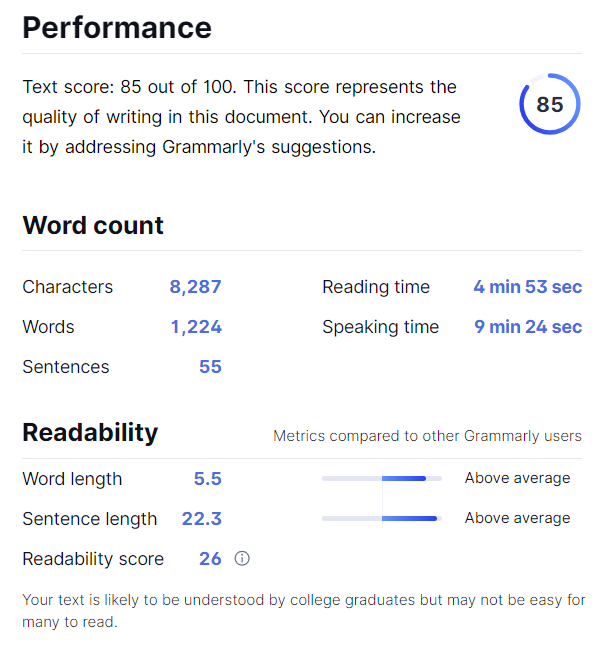 Performance
Text score: 85 out of 100. This score represents the
quality of writing in this document. You can increase
it by addressing Grammarly's suggestions.
85
Word count
Characters 8,287 Reading time 4 min 53 sec
Words 1,224 Speaking time 9 min 24 sec
Sentences 55
Readability Metrics compared to other Grammarly users
Word length 5.5 Above average
Sentence length 22.3 Above average
Readability score 26
Your text is likely to be understood by college graduates but may not be easy for
many to read.